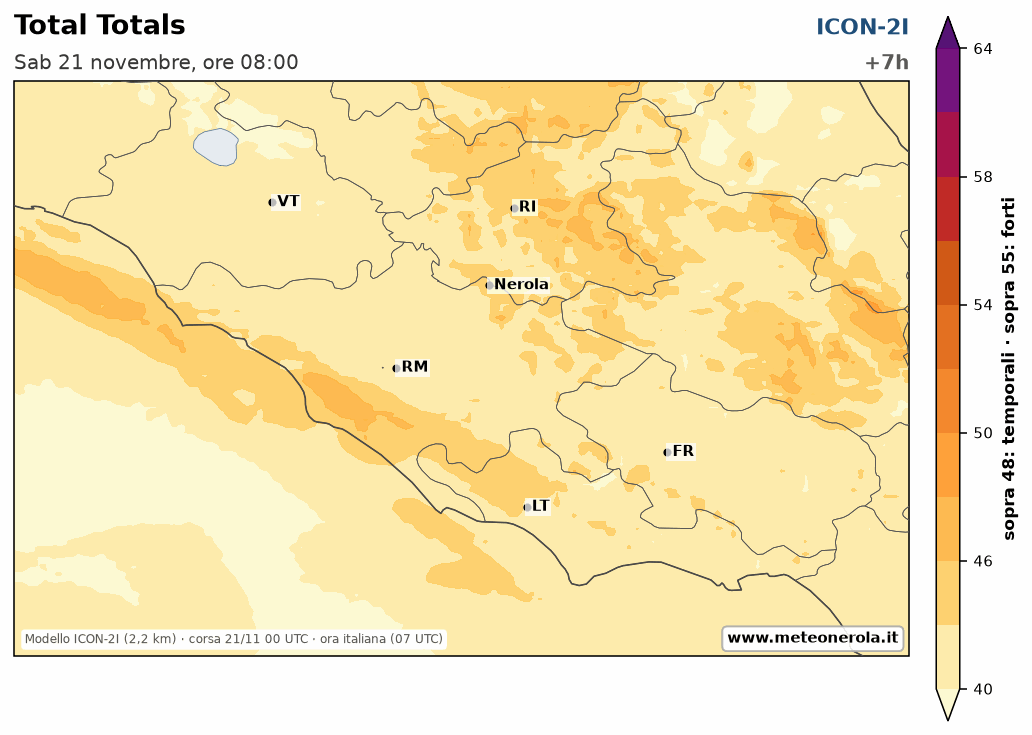 Total Totals
ICON-2I
Sab 21 novembre, ore 08:00
+7h
VT
RI
Nerola
RM
FR
LT
Modello ICON-2I (2,2 km) · corsa 21/11 00 UTC · ora italiana (07 UTC)
www.meteonerola.it
64
58
54
50
46
40
sopra 48: temporali · sopra 55: forti